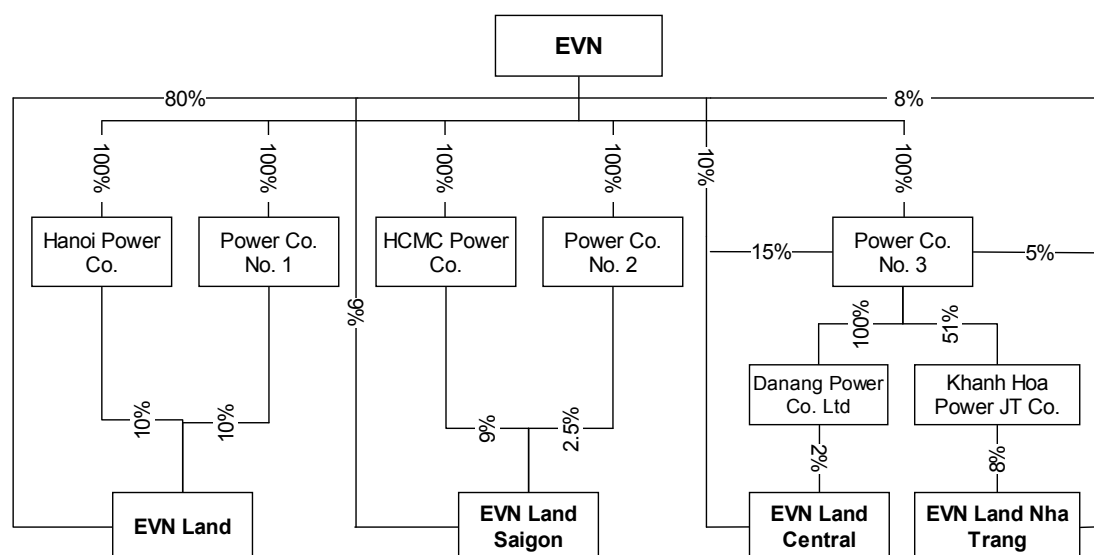 EVN
80%
8%
100%
100%
100%
100%
10%
100%
Hanoi Power
Co.
Power Co.
No. 1
HCMC Power
Co.
Power Co.
No. 2
15%
Power Co.
No. 3
5%
100%
51%
Danang Power
Co. Ltd
Khanh Hoa
Power JT Co.
10%
10%
9%
2.5%
2%
8%
EVN Land
EVN Land
Saigon
EVN Land
Central
EVN Land Nha
Trang